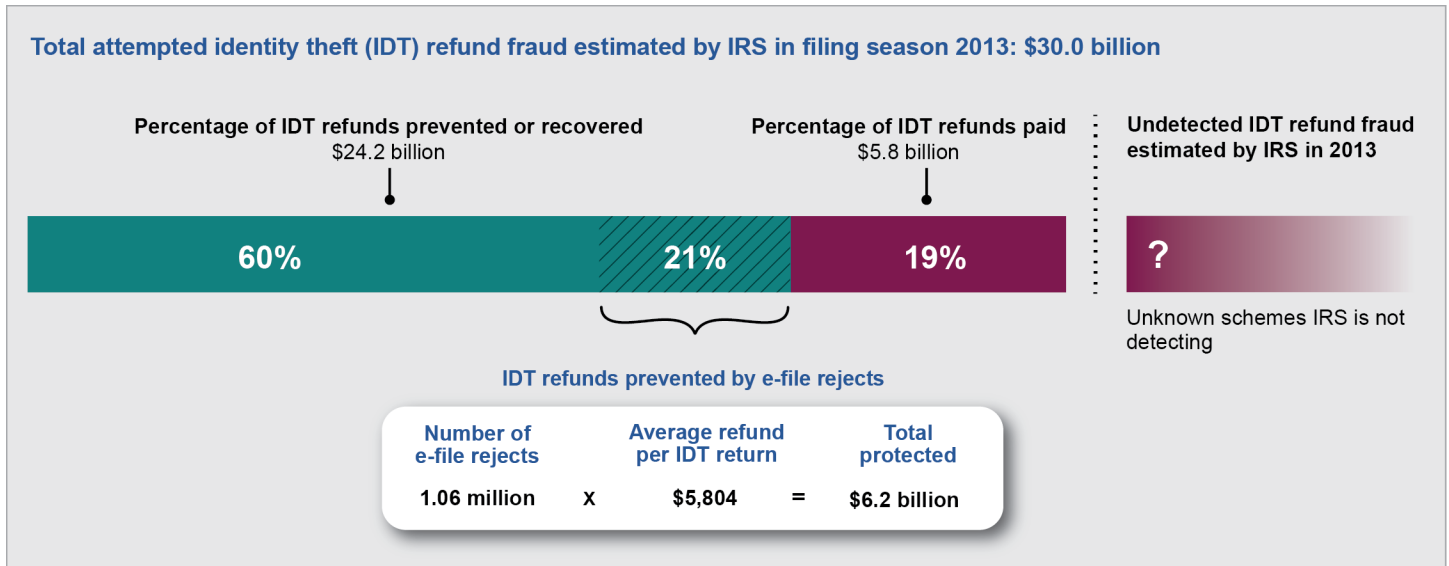 Total attempted identity theft (IDT) refund fraud estimated by IRS in filing season 2013: $30.0 billion
Percentage of IDT refunds prevented or recovered
$24.2 billion
Percentage of IDT refunds paid
$5.8 billion
Undetected IDT refund fraud
estimated by IRS in 2013
60%
21%
19%
?
Unknown schemes IRS is not
detecting
IDT refunds prevented by e-file rejects
Number of
e-file rejects
Average refund
per IDT return
Total
protected
1.06 million x $5,804 = $6.2 billion